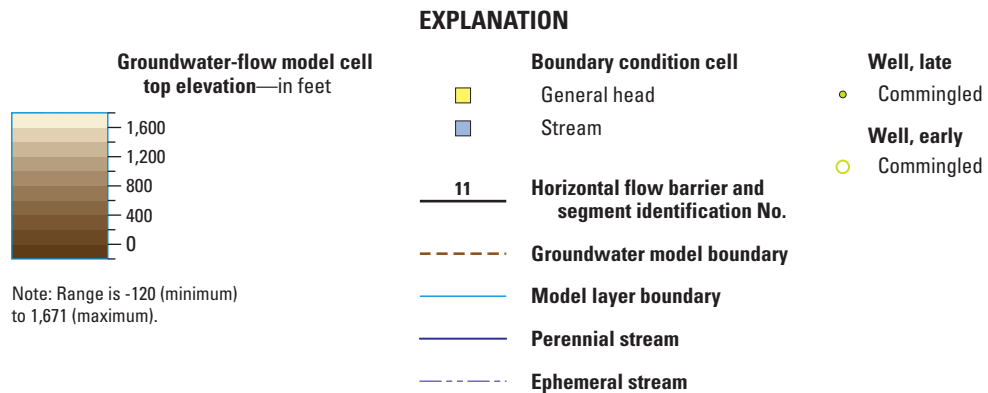 EXPLANATION
Groundwater-flow model cell
top elevation—in feet
1,600
1,200
800
400
0
Note: Range is -120 (minimum)
to 1,671 (maximum).
Boundary condition cell
General head
Stream
11
Horizontal flow barrier and
segment identification No.
Groundwater model boundary
Model layer boundary
Perennial stream
Ephemeral stream
Well, late
Commingled
Well, early
Commingled